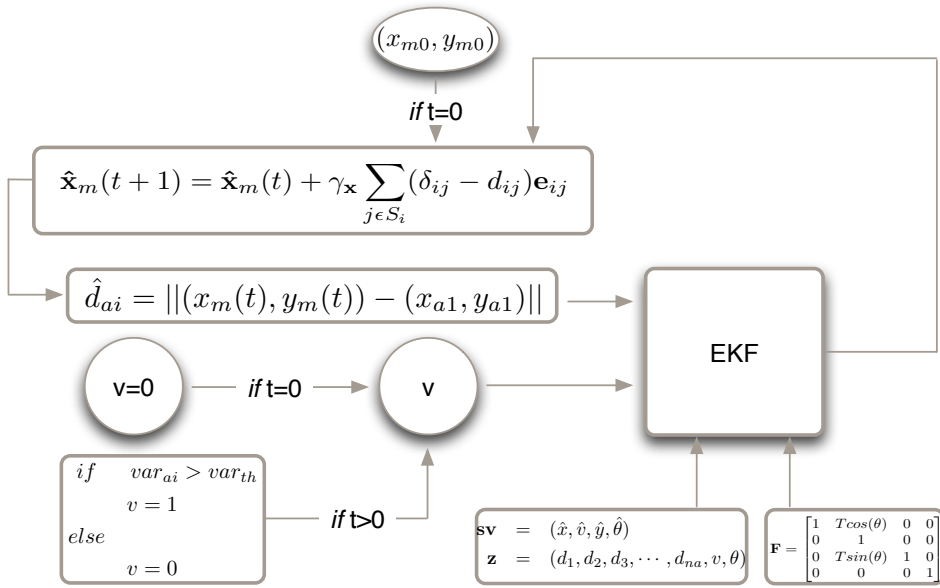 (x_{m0}, y_{m0})
if t=0
\hat{\mathbf{x}}_m(t+1) = \hat{\mathbf{x}}_m(t) + \gamma_{\mathbf{x}} \sum_{j \epsilon S_i} (\delta_{ij} - d_{ij}) \mathbf{e}_{ij}
\hat{d}_{ai} = ||(x_m(t), y_m(t)) - (x_{a1}, y_{a1})||
EKF
v=0
if t=0
v
if var_{ai} > var_{th}
v = 1
else
v = 0
if t>0
sv = (\hat{x}, \hat{v}, \hat{y}, \hat{\theta})
z = (d_1, d_2, d_3, \cdots, d_{na}, v, \theta)
F = \begin{bmatrix} 1 & Tcos(\theta) & 0 & 0 \\ 0 & 1 & 0 & 0 \\ 0 & Tsin(\theta) & 1 & 0 \\ 0 & 0 & 0 & 1 \end{bmatrix}